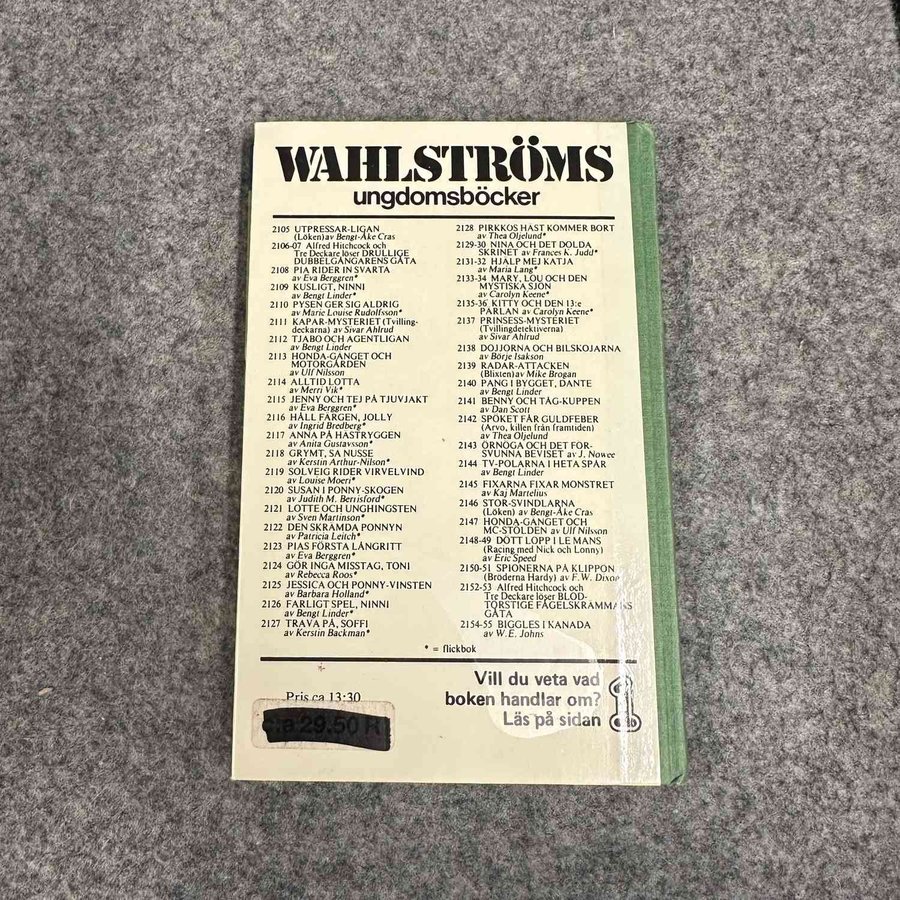 WAHLSTRÖMS
ungdomsböcker
2105 UTPRESSAR-LIGAN
(Löken) av Bengt-Åke Cras
2106-07 Alfred Hitchcock och
Tre Deckare löser DRULLIGE
DUBBELGÅNGARENS GÅTA
2108 PIA RIDER IN SVARTA
av Eva Berggren*
2109 KUSLIGT, NINNI
av Bengt Linder*
2110 PYSEN GER SIG ALDRIG
av Marie Louise Rudolfsson*
2111 KAPAR-MYSTERIET (Tvilling-
deckarna) av Sivar Ahlrud
2112 TJABO OCH AGENTLIGAN
av Bengt Linder
2113 HONDA-GÄNGET OCH
MOTORGÅRDEN
av Ulf Nilsson
2114 ALLTID LOTTA
av Merri Vik*
2115 JENNY OCH TEJ PÅ TJUVJAKT
av Eva Berggren*
2116 HÅLL FÄRGEN, JOLLY
av Ingrid Bredberg*
2117 ANNA PÅ HÄSTRYGGEN
av Anita Gustavsson*
2118 GRYMT, SA NUSSE
av Kerstin Arthur-Nilson*
2119 SOLVEIG RIDER VIRVELVIND
av Louise Moeri*
2120 SUSAN I PONNY-SKOGEN
av Judith M. Berrisford*
2121 LOTTE OCH UNGHINGSTEN
av Sven Martinson*
2122 DEN SKRÄMDA PONNYN
av Patricia Leitch*
2123 PIAS FÖRSTA LÅNGRITT
av Eva Berggren*
2124 GÖR INGA MISSTAG, TONI
av Rebecca Roos*
2125 JESSICA OCH PONNY-VINSTEN
av Barbara Holland*
2126 FARLIGT SPEL, NINNI
av Bengt Linder*
2127 TRAVA PÅ, SOFFI
av Kerstin Backman*
2128 PIRKKOS HÄST KOMMER BORT
av Thea Oljelund*
2129-30 NINA OCH DET DOLDA
SKRINET av Frances K. Judd*
2131-32 HJÄLP MEJ KATJA
av Maria Lang*
2133-34 MARY, LOU OCH DEN
MYSTISKA SJÖN
av Carolyn Keene*
2135-36 KITTY OCH DEN 13:e
PÄRLAN av Carolyn Keene*
2137 PRINSESS-MYSTERIET
(Tvillingdetektiverna)
av Sivar Ahlrud
2138 DOJJORNA OCH BILSKOJARNA
av Börje Isakson
2139 RADAR-ATTACKEN
(Blixten) av Mike Brogan
2140 PANG I BYGGET, DANTE
av Bengt Linder
2141 BENNY OCH TÅG-KUPPEN
av Dan Scott
2142 SPÖKET FÅR GULDFEBER
(Arvo, killen från framtiden)
av Thea Oljelund
2143 ÖRNÖGA OCH DET FÖR-
SVUNNA BEVISET av J. Nowee
2144 TV-POLARNA I HETA SPÅR
av Bengt Linder
2145 FIXARNA FIXAR MONSTRET
av Kaj Martelius
2146 STOR-SVINDLARNA
(Löken) av Bengt-Åke Cras
2147 HONDA-GÄNGET OCH
MC-STÖLDEN av Ulf Nilsson
2148-49 DÖTT LOPP I LE MANS
(Racing med Nick och Lonny)
av Eric Speed
2150-51 SPIONERNA PÅ KLIPPÖN
(Bröderna Hardy) av F.W. Dixon
2152-53 Alfred Hitchcock och
Tre Deckare löser BLOD-
TÖRSTIGE FÅGELSKRÄMMANS
GÅTA
2154-55 BIGGLES I KANADA
av W.E. Johns
* = flickbok
Pris ca 13:30
ca 29.50
Vill du veta vad
boken handlar om?
Läs på sidan 1